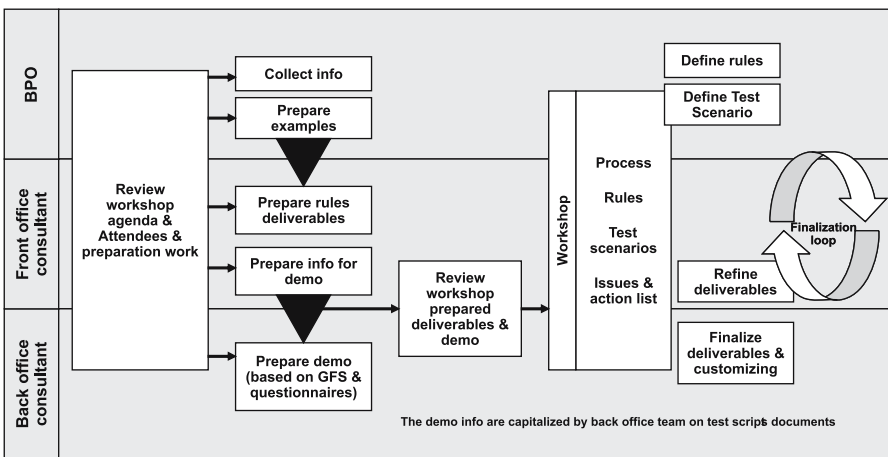 BPO
Front office
consultant
Back office
consultant
Review
workshop
agenda &
Attendees &
preparation work
Collect info
Prepare
examples
Prepare rules
deliverables
Prepare info for
demo
Prepare demo
(based on GFS &
questionnaires)
Review
workshop
prepared
deliverables &
demo
Workshop
Process
Rules
Test
scenarios
Issues &
action list
Define rules
Define Test
Scenario
Finalization
loop
Refine
deliverables
Finalize
deliverables &
customizing
The demo info are capitalized by back office team on test scripts documents